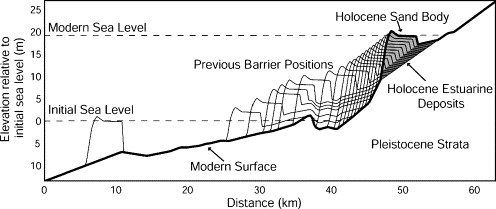 25
20
15
10
5
0
5
10
Elevation relative to
initial sea level (m)
Modern Sea Level
Initial Sea Level
Previous Barrier Positions
Holocene Sand Body
Holocene Estuarine
Deposits
Pleistocene Strata
Modern Surface
0 10 20 30 40 50 60
Distance (km)